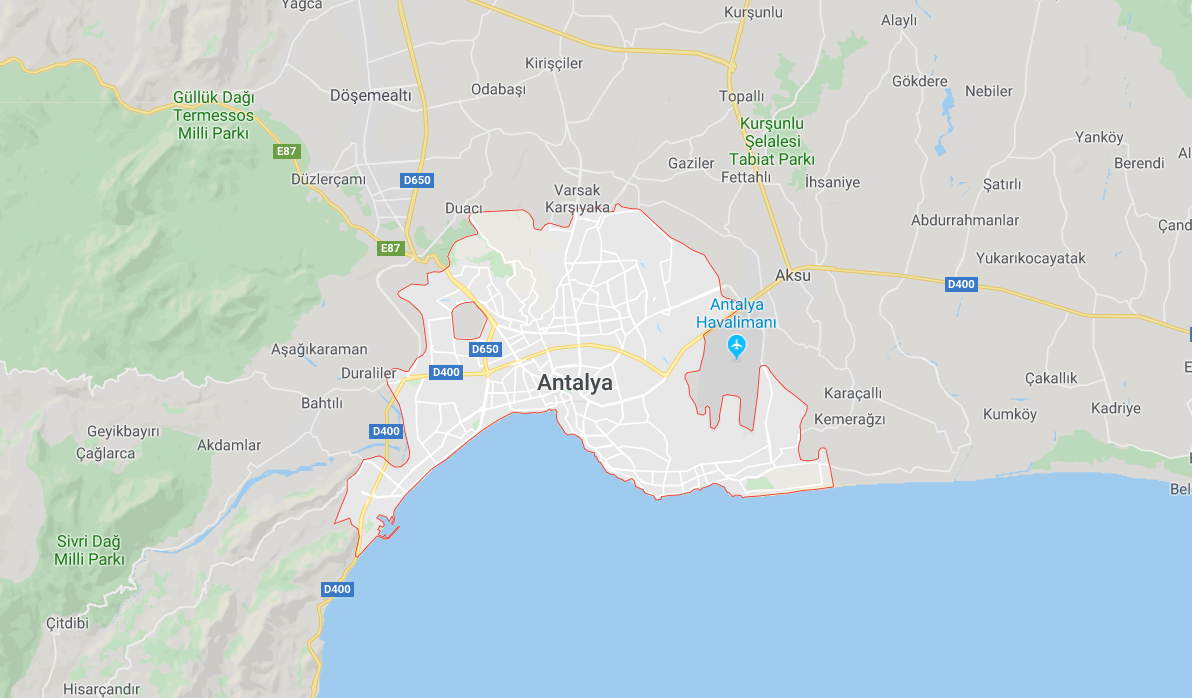 Yağca
Kurşunlu
Alaylı
Kirişçiler
Gökdere
Odabaşı
Nebiler
Döşemealtı
Topallı
Güllük Dağı
Termessos
Milli Parkı
Kurşunlu
Şelalesi
Tabiat Parkı
Yanköy
E87
Gaziler
Berendi
Al
Fettahlı
Düzlerçamı
D650
İhsaniye
Şatırlı
Varsak
Karşıyaka
Duacı
Abdurrahmanlar
Çand
E87
Yukarıkocayatak
Aksu
D400
Antalya
Havalimanı
Aşağıkaraman
D650
Duraliler
D400
Antalya
Çakallık
E
Karaçallı
Bahtılı
Kadriye
Kumköy
Kemerağzı
Geyikbayırı
D400
Akdamlar
Çağlarca
Bel
Sivri Dağ
Milli Parkı
D400
Çitdibi
Hisarçandır